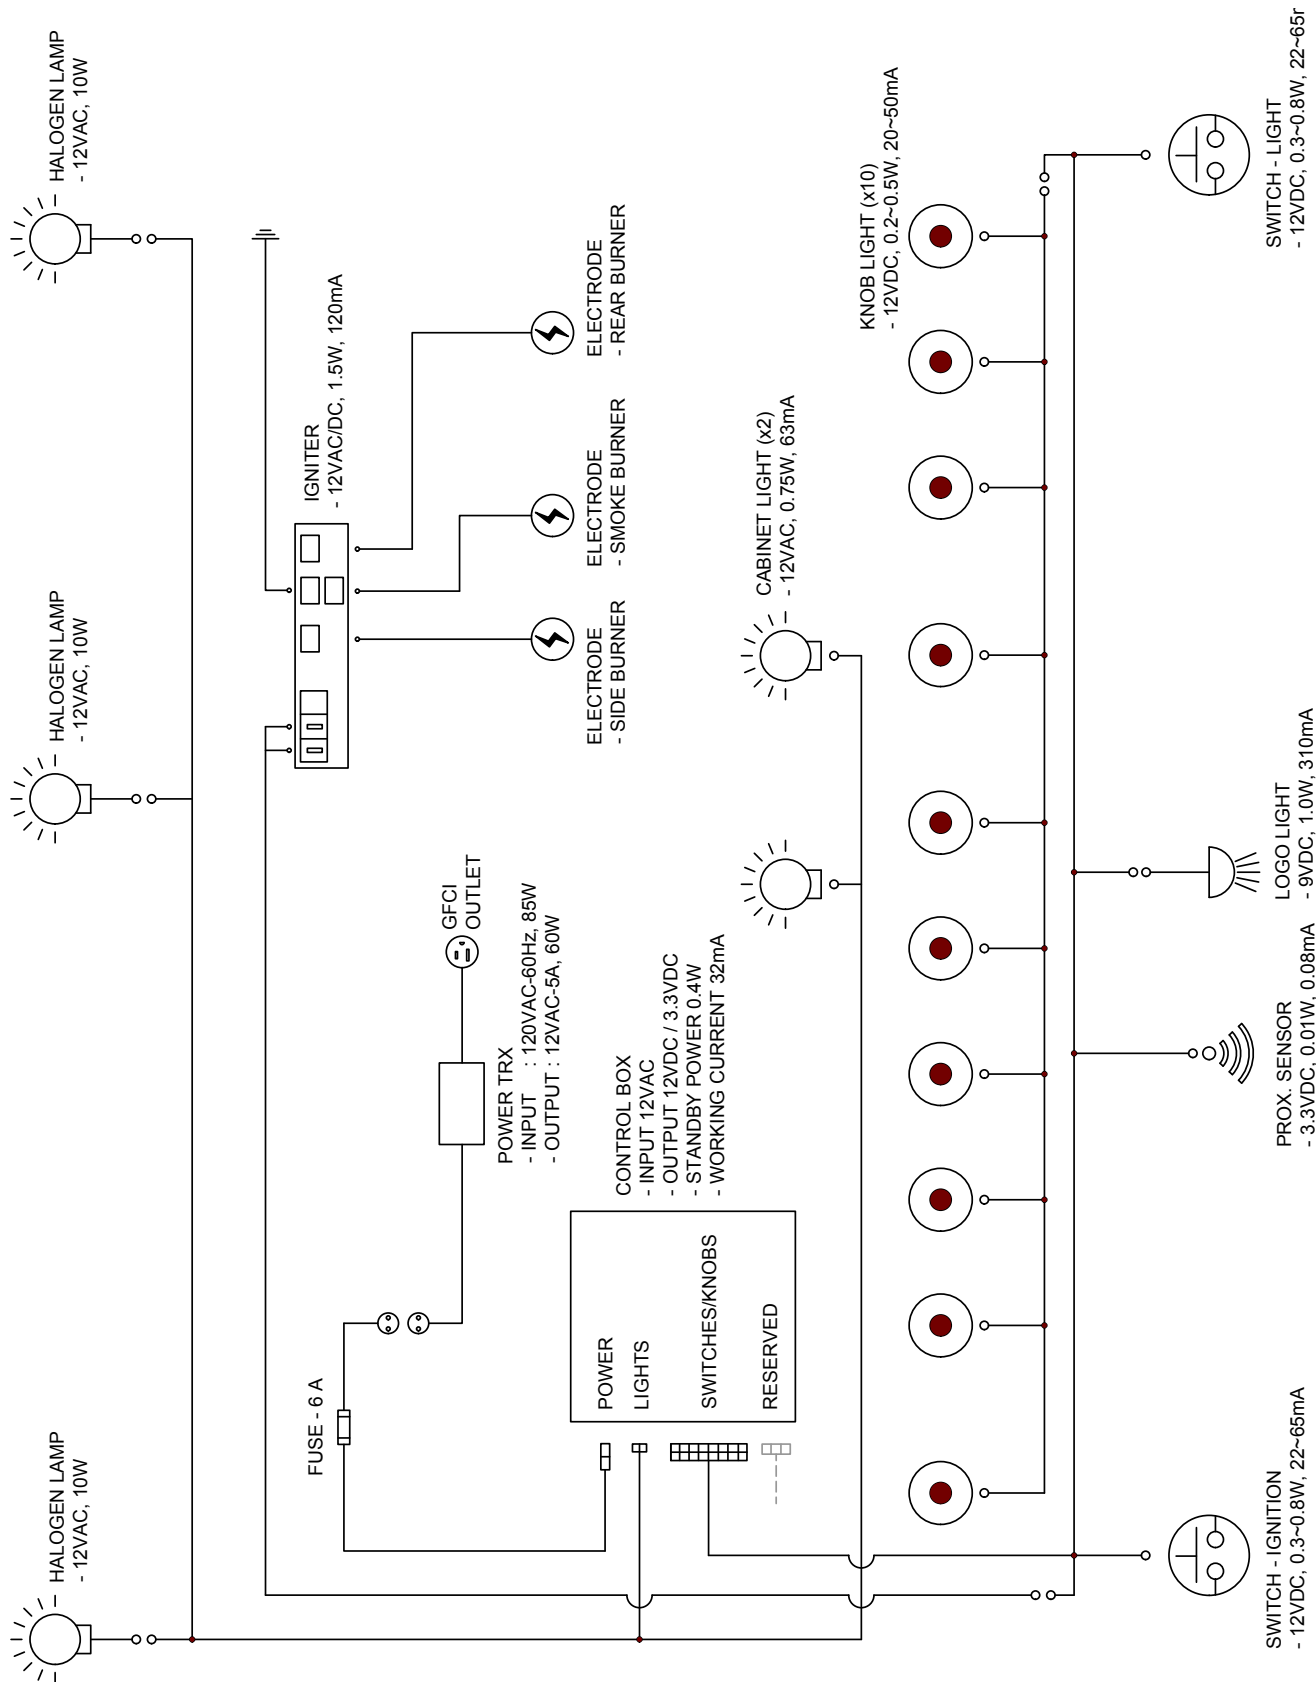 HALOGEN LAMP
- 12VAC, 10W
HALOGEN LAMP
- 12VAC, 10W
HALOGEN LAMP
- 12VAC, 10W
FUSE - 6 A
GFCI
OUTLET
POWER TRX
- INPUT : 120VAC-60Hz, 85W
- OUTPUT : 12VAC-5A, 60W
IGNITER
- 12VAC/DC, 1.5W, 120mA
ELECTRODE
- SIDE BURNER
ELECTRODE
- SMOKE BURNER
ELECTRODE
- REAR BURNER
CONTROL BOX
- INPUT 12VAC
- OUTPUT 12VDC / 3.3VDC
- STANDBY POWER 0.4W
- WORKING CURRENT 32mA
POWER
LIGHTS
SWITCHES/KNOBS
RESERVED
CABINET LIGHT (x2)
- 12VAC, 0.75W, 63mA
KNOB LIGHT (x10)
- 12VDC, 0.2~0.5W, 20~50mA
SWITCH - IGNITION
- 12VDC, 0.3~0.8W, 22~65mA
PROX. SENSOR
- 3.3VDC, 0.01W, 0.08mA
LOGO LIGHT
- 9VDC, 1.0W, 310mA
SWITCH - LIGHT
- 12VDC, 0.3~0.8W, 22~65r